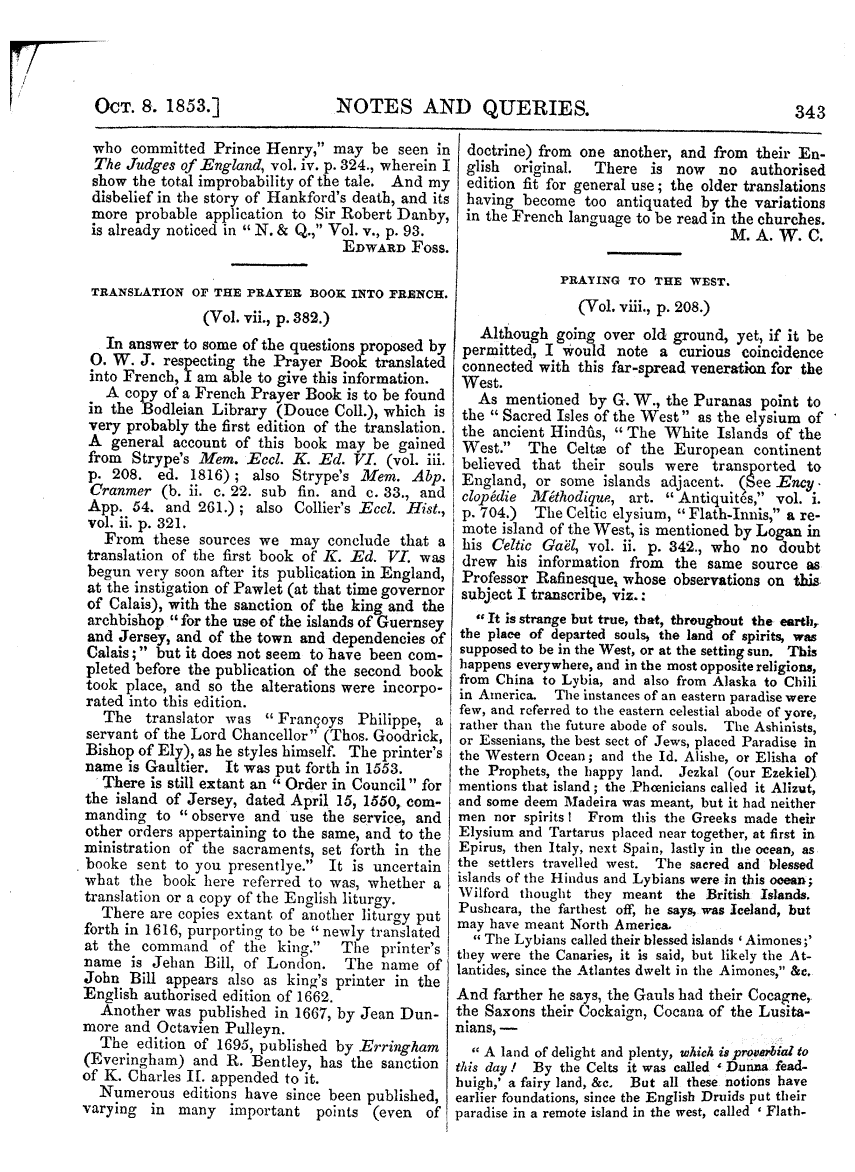 OCT. 8. 1853.] NOTES AND QUERIES. 343
who committed Prince Henry," may be seen in
The Judges of England, vol. iv. p. 324., wherein I
show the total improbability of the tale. And my
disbelief in the story of Hankford's death, and its
more probable application to Sir Robert Danby,
is already noticed in "N. & Q.," Vol. v., p. 93.
EDWARD FOSS.
TRANSLATION OF THE PRAYER BOOK INTO FRENCH.
(Vol. vii., p. 382.)
In answer to some of the questions proposed by
O. W. J. respecting the Prayer Book translated
into French, I am able to give this information.
A copy of a French Prayer Book is to be found
in the Bodleian Library (Douce Coll.), which is
very probably the first edition of the translation.
A general account of this book may be gained
from Strype's Mem. Eccl. K. Ed. VI. (vol. iii.
p. 208. ed. 1816); also Strype's Mem. Abp.
Cranmer (b. ii. c. 22. sub fin. and c. 33., and
App. 54. and 261.); also Collier's Eccl. Hist.,
vol. ii. p. 321.
From these sources we may conclude that a
translation of the first book of K. Ed. VI. was
begun very soon after its publication in England,
at the instigation of Pawlet (at that time governor
of Calais), with the sanction of the king and the
archbishop "for the use of the islands of Guernsey
and Jersey, and of the town and dependencies of
Calais;" but it does not seem to have been com-
pleted before the publication of the second book
took place, and so the alterations were incorpo-
rated into this edition.
The translator was "Françoys Philippe, a
servant of the Lord Chancellor" (Thos. Goodrick,
Bishop of Ely), as he styles himself. The printer's
name is Gaultier. It was put forth in 1553.
There is still extant an "Order in Council" for
the island of Jersey, dated April 15, 1550, com-
manding to "observe and use the service, and
other orders appertaining to the same, and to the
ministration of the sacraments, set forth in the
booke sent to you presentlye." It is uncertain
what the book here referred to was, whether a
translation or a copy of the English liturgy.
There are copies extant of another liturgy put
forth in 1616, purporting to be "newly translated
at the command of the king." The printer's
name is Jehan Bill, of London. The name of
John Bill appears also as king's printer in the
English authorised edition of 1662.
Another was published in 1667, by Jean Dun-
more and Octavien Pulleyn.
The edition of 1695, published by Erringham
(Everingham) and R. Bentley, has the sanction
of K. Charles II. appended to it.
Numerous editions have since been published,
varying in many important points (even of
doctrine) from one another, and from their En-
glish original. There is now no authorised
edition fit for general use; the older translations
having become too antiquated by the variations
in the French language to be read in the churches.
M. A. W. C.
PRAYING TO THE WEST.
(Vol. viii., p. 208.)
Although going over old ground, yet, if it be
permitted, I would note a curious coincidence
connected with this far-spread veneration for the
West.
As mentioned by G. W., the Puranas point to
the "Sacred Isles of the West" as the elysium of
the ancient Hindûs, "The White Islands of the
West." The Celtæ of the European continent
believed that their souls were transported to
England, or some islands adjacent. (See Ency-
clopédie Méthodique, art. "Antiquités," vol. i.
p. 704.) The Celtic elysium, "Flath-Innis," a re-
mote island of the West, is mentioned by Logan in
his Celtic Gaël, vol. ii. p. 342., who no doubt
drew his information from the same source as
Professor Rafinesque, whose observations on this
subject I transcribe, viz.:
"It is strange but true, that, throughout the earth,
the place of departed souls, the land of spirits, was
supposed to be in the West, or at the setting sun. This
happens everywhere, and in the most opposite religions,
from China to Lybia, and also from Alaska to Chili
in America. The instances of an eastern paradise were
few, and referred to the eastern celestial abode of yore,
rather than the future abode of souls. The Ashinists,
or Essenians, the best sect of Jews, placed Paradise in
the Western Ocean; and the Id. Alishe, or Elisha of
the Prophets, the happy land. Jezkal (our Ezekiel)
mentions that island; the Phœnicians called it Alizut,
and some deem Madeira was meant, but it had neither
men nor spirits! From this the Greeks made their
Elysium and Tartarus placed near together, at first in
Epirus, then Italy, next Spain, lastly in the ocean, as
the settlers travelled west. The sacred and blessed
islands of the Hindus and Lybians were in this ocean;
Wilford thought they meant the British Islands.
Pushcara, the farthest off, he says, was Iceland, but
may have meant North America.
"The Lybians called their blessed islands 'Aimones;'
they were the Canaries, it is said, but likely the At-
lantides, since the Atlantes dwelt in the Aimones," &c.
And farther he says, the Gauls had their Cocagne,
the Saxons their Cockaign, Cocana of the Lusita-
nians, —
"A land of delight and plenty, which is proverbial to
this day! By the Celts it was called 'Dunna fead-
huigh,' a fairy land, &c. But all these notions have
earlier foundations, since the English Druids put their
paradise in a remote island in the west, called 'Flath-